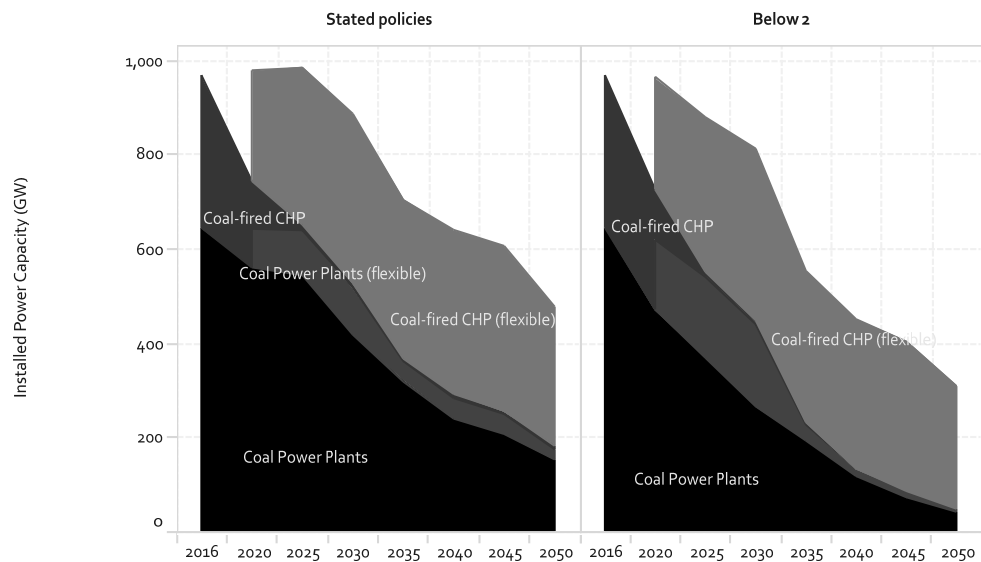 Stated policies
Below 2
Installed Power Capacity (GW)
1,000
800
600
400
200
0
Coal-fired CHP
Coal Power Plants (flexible)
Coal-fired CHP (flexible)
Coal Power Plants
Coal-fired CHP
Coal-fired CHP (flexible)
Coal Power Plants
2016 2020 2025 2030 2035 2040 2045 2050
2016 2020 2025 2030 2035 2040 2045 2050